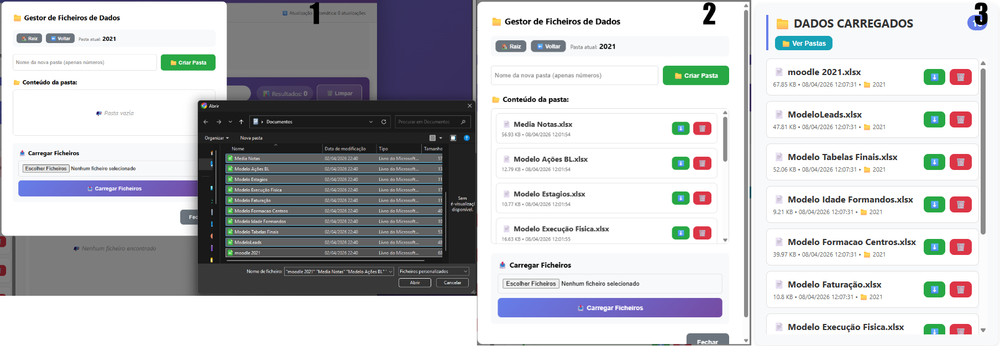 1
Atualização automática: 0 atualizações
Gestor de Ficheiros de Dados
Raiz
Voltar
Pasta atual: 2021
Nome da nova pasta (apenas números)
Criar Pasta
Conteúdo da pasta:
Pasta vazia
Resultados: 0
Limpar
Carregar Ficheiros
Escolher Ficheiros Nenhum ficheiro selecionado
Carregar Ficheiros
Nenhum ficheiro encontrado
Abrir
Documentos
Procurar em Documentos
Organizar
Nova pasta
Nome Data de modificação Tipo Tamanho
Media Notas 02/04/2026 22:40 Livro do Microsoft... 57
Modelo Ações BL 02/04/2026 22:40 Livro do Microsoft... 13
Modelo Estagios 02/04/2026 22:40 Livro do Microsoft... 11
Modelo Execução Fisica 02/04/2026 22:40 Livro do Microsoft... 17
Modelo Faturação 02/04/2026 22:40 Livro do Microsoft... 11
Modelo Formacao Centros 02/04/2026 22:40 Livro do Microsoft... 40
Modelo Idade Formandos 02/04/2026 22:40 Livro do Microsoft... 10
Modelo Tabelas Finais 02/04/2026 22:40 Livro do Microsoft... 53
ModeloLeads 02/04/2026 22:40 Livro do Microsoft... 48
moodle 2021 02/04/2026 22:40 Livro do Microsoft... 68
Sem
disponível.
Nome de ficheiro: "moodle 2021" "Media Notas" "Modelo Ações BL" "
Ficheiros personalizados
Abrir
Cancelar
2
Gestor de Ficheiros de Dados
Raiz
Voltar
Pasta atual: 2021
Nome da nova pasta (apenas números)
Criar Pasta
Conteúdo da pasta:
Media Notas.xlsx
56.93 KB • 08/04/2026 12:01:54
Modelo Ações BL.xlsx
12.79 KB • 08/04/2026 12:01:54
Modelo Estagios.xlsx
10.77 KB • 08/04/2026 12:01:54
Modelo Execução Fisica.xlsx
16.63 KB • 08/04/2026 12:01:55
Carregar Ficheiros
Escolher Ficheiros Nenhum ficheiro selecionado
Carregar Ficheiros
Fechar
3
DADOS CARREGADOS
Ver Pastas
moodle 2021.xlsx
67.85 KB • 08/04/2026 12:07:31 • 2021
ModeloLeads.xlsx
47.81 KB • 08/04/2026 12:07:31 • 2021
Modelo Tabelas Finais.xlsx
52.06 KB • 08/04/2026 12:07:31 • 2021
Modelo Idade Formandos.xlsx
9.21 KB • 08/04/2026 12:07:31 • 2021
Modelo Formacao Centros.xlsx
39.97 KB • 08/04/2026 12:07:31 • 2021
Modelo Faturação.xlsx
10.8 KB • 08/04/2026 12:07:31 • 2021
Modelo Execução Fisica.xlsx